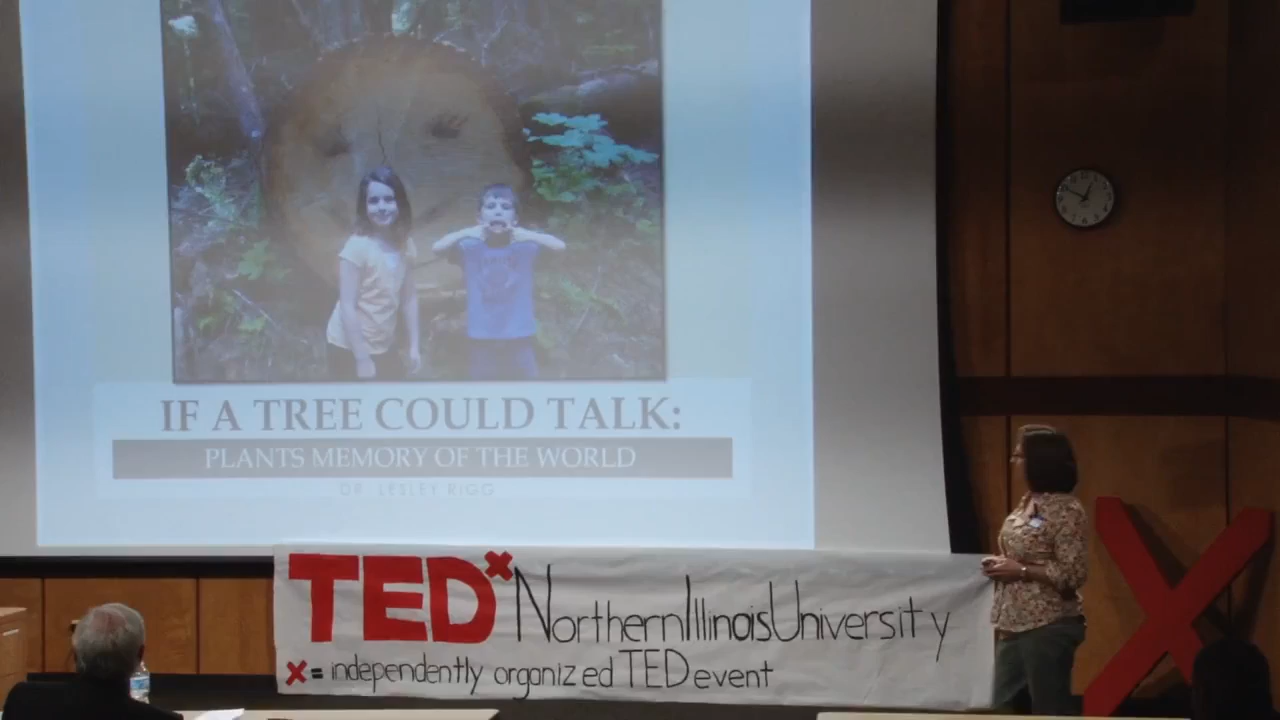 IF A TREE COULD TALK:
PLANTS MEMORY OF THE WORLD
DR. LESLEY RIGG
TEDx NorthernIllinoisUniversity
x = independently organized TED event
X